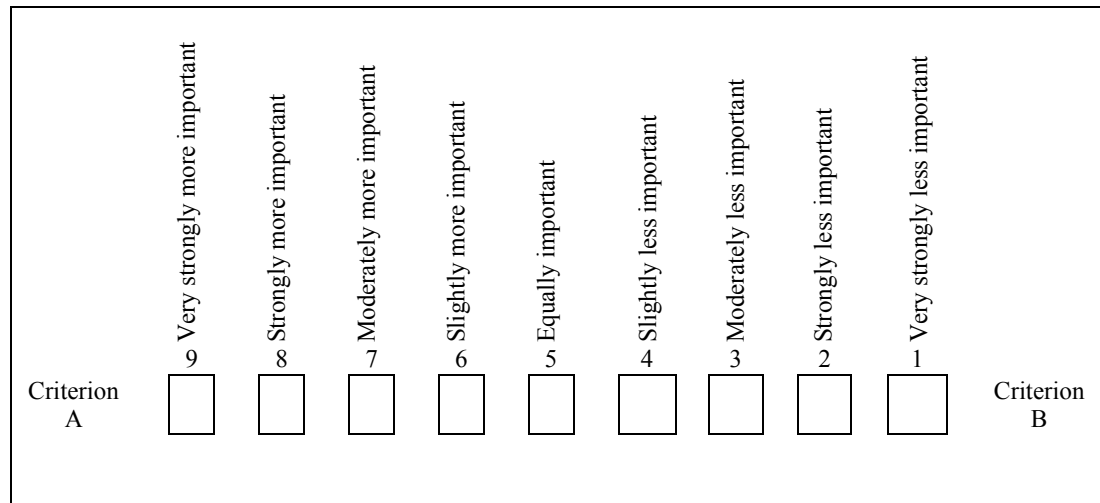 Very strongly more important
Strongly more important
Moderately more important
Slightly more important
Equally important
Slightly less important
Moderately less important
Strongly less important
Very strongly less important
9 8 7 6 5 4 3 2 1
Criterion
A
Criterion
B